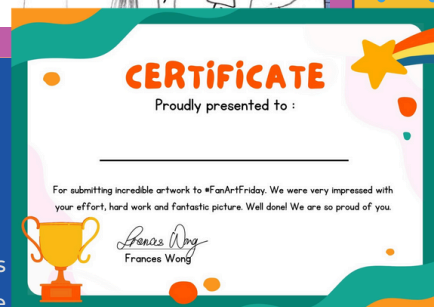 CERTiFiCATE
Proudly presented to :
For submitting incredible artwork to #FanArtFriday. We were very impressed with
your effort, hard work and fantastic picture. Well done! We are so proud of you.
Frances Wong
Frances Wong
s
e